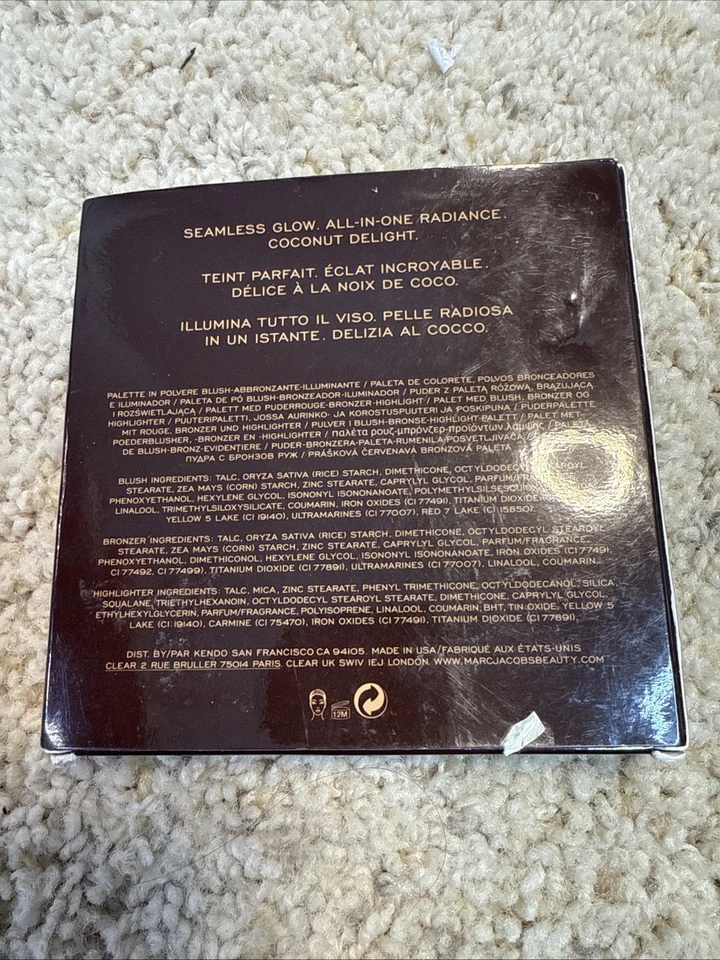 SEAMLESS GLOW. ALL-IN-ONE RADIANCE.
COCONUT DELIGHT.
TEINT PARFAIT. ÉCLAT INCROYABLE.
DÉLICE À LA NOIX DE COCO.
ILLUMINA TUTTO IL VISO. PELLE RADIOSA
IN UN ISTANTE. DELIZIA AL COCCO.
PALETTE IN POLVERE BLUSH-ABBRONZANTE-ILLUMINANTE / PALETA DE COLORETE, POLVOS BRONCEADORES
E ILUMINADOR / PALETA DE PÓ BLUSH-BRONZEADOR-ILUMINADOR / PUDER Z PALETĄ RÓŻOWĄ, BRĄZUJĄCĄ
I ROZŚWIETLAJĄCĄ / PALETT MED PUDERROUGE-BRONZER-HIGHLIGHT / PALET MED BLUSH, BRONZER OG
HIGHLIGHTER / PUUTERIPALETTI, JOSSA AURINKO- JA KOROSTUSPUUTERI JA POSKIPUNA / PUDERPALETTE
MIT ROUGE, BRONZER UND HIGHLIGHTER / PULVER I BLUSH-BRONSE-HIGHLIGHT-PALETT / PALET MET
POEDERBLUSHER, -BRONZER EN -HIGHLIGHTER / παλέτα ρουζ-μπρόνζερ-προϊόντων λάμψης / PALETĂ
DE BLUSH-BRONZ-EVIDENȚIERE / PUDER-BRONZERA-PALETA-RUMENILA-POSVETLJIVAČA
ПУДРА С БРОНЗОВ РУЖ / PRÁŠKOVÁ ČERVENAVÁ BRONZOVÁ PALETA
BLUSH INGREDIENTS: TALC, ORYZA SATIVA (RICE) STARCH, DIMETHICONE, OCTYLDODECYL STEAROYL
STEARATE, ZEA MAYS (CORN) STARCH, ZINC STEARATE, CAPRYLYL GLYCOL, PARFUM/FRAGRANCE,
PHENOXYETHANOL, HEXYLENE GLYCOL, ISONONYL ISONONANOATE, POLYMETHYLSILSESQUIOXANE,
LINALOOL, TRIMETHYLSILOXYSILICATE, COUMARIN, IRON OXIDES (CI 77491), TITANIUM DIOXIDE
YELLOW 5 LAKE (CI 19140), ULTRAMARINES (CI 77007), RED 7 LAKE (CI 15850).
BRONZER INGREDIENTS: TALC, ORYZA SATIVA (RICE) STARCH, DIMETHICONE, OCTYLDODECYL STEAROYL
STEARATE, ZEA MAYS (CORN) STARCH, ZINC STEARATE, CAPRYLYL GLYCOL, PARFUM/FRAGRANCE,
PHENOXYETHANOL, DIMETHICONOL, HEXYLENE GLYCOL, ISONONYL ISONONANOATE, IRON OXIDES (CI 77491,
CI 77492, CI 77499), TITANIUM DIOXIDE (CI 77891), ULTRAMARINES (CI 77007), LINALOOL, COUMARIN.
HIGHLIGHTER INGREDIENTS: TALC, MICA, ZINC STEARATE, PHENYL TRIMETHICONE, OCTYLDODECANOL, SILICA,
SQUALANE, TRIETHYLHEXANOIN, OCTYLDODECYL STEAROYL STEARATE, DIMETHICONE, CAPRYLYL GLYCOL,
ETHYLHEXYLGLYCERIN, PARFUM/FRAGRANCE, POLYISOPRENE, LINALOOL, COUMARIN, BHT, TIN OXIDE, YELLOW 5
LAKE (CI 19140), CARMINE (CI 75470), IRON OXIDES (CI 77491), TITANIUM DIOXIDE (CI 77891).
DIST. BY/PAR KENDO SAN FRANCISCO CA 94105. MADE IN USA/FABRIQUÉ AUX ÉTATS-UNIS
CLEAR 2 RUE BRULLER 75014 PARIS. CLEAR UK SW1V 1EJ LONDON. WWW.MARCJACOBSBEAUTY.COM
12M